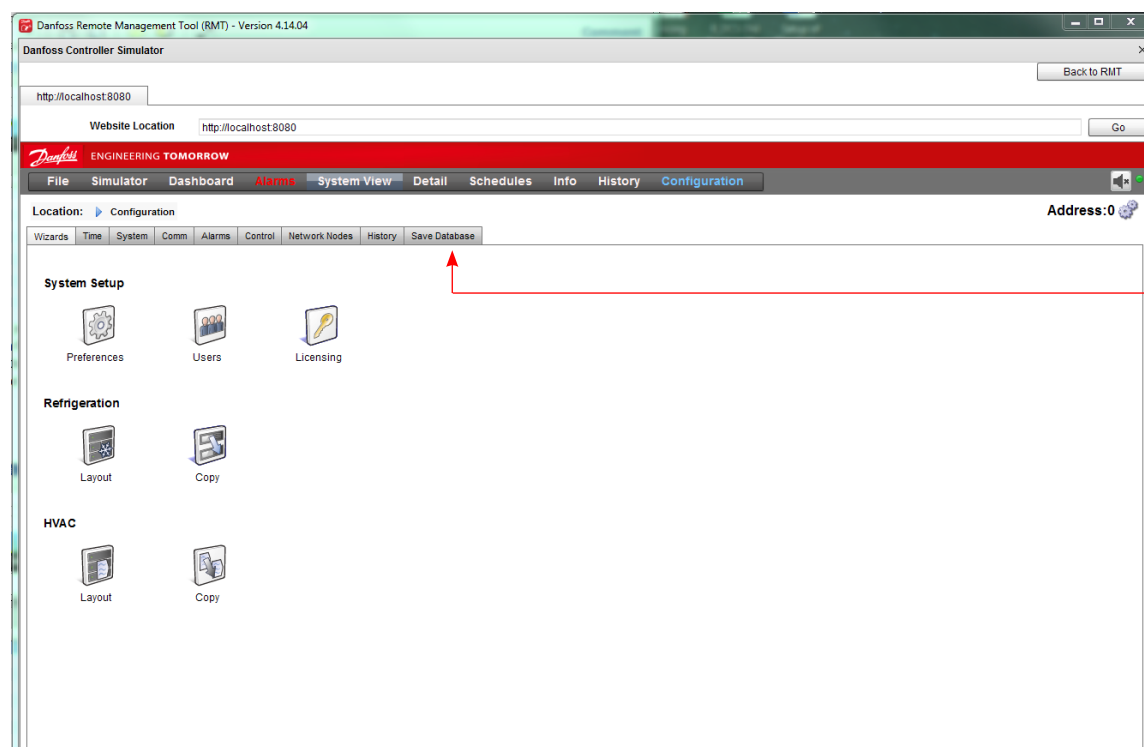 Danfoss Remote Management Tool (RMT) - Version 4.14.04
Danfoss Controller Simulator
Back to RMT
http://localhost:8080
Website Location http://localhost:8080 Go
Danfoss ENGINEERING TOMORROW
File Simulator Dashboard Alarms System View Detail Schedules Info History Configuration
Location: Configuration Address:0
Wizards Time System Comm Alarms Control Network Nodes History Save Database
System Setup
Preferences Users Licensing
Refrigeration
Layout Copy
HVAC
Layout Copy